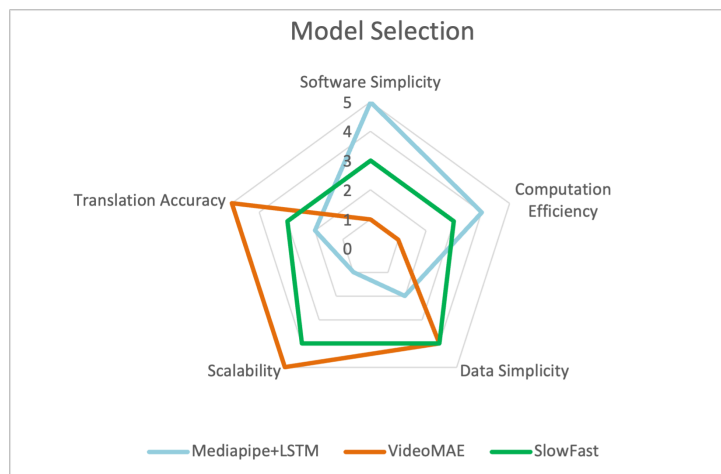 Model Selection
Software Simplicity
5
4
3
2
1
0
Computation
Efficiency
Translation Accuracy
Scalability
Data Simplicity
Mediapipe+LSTM
VideoMAE
SlowFast